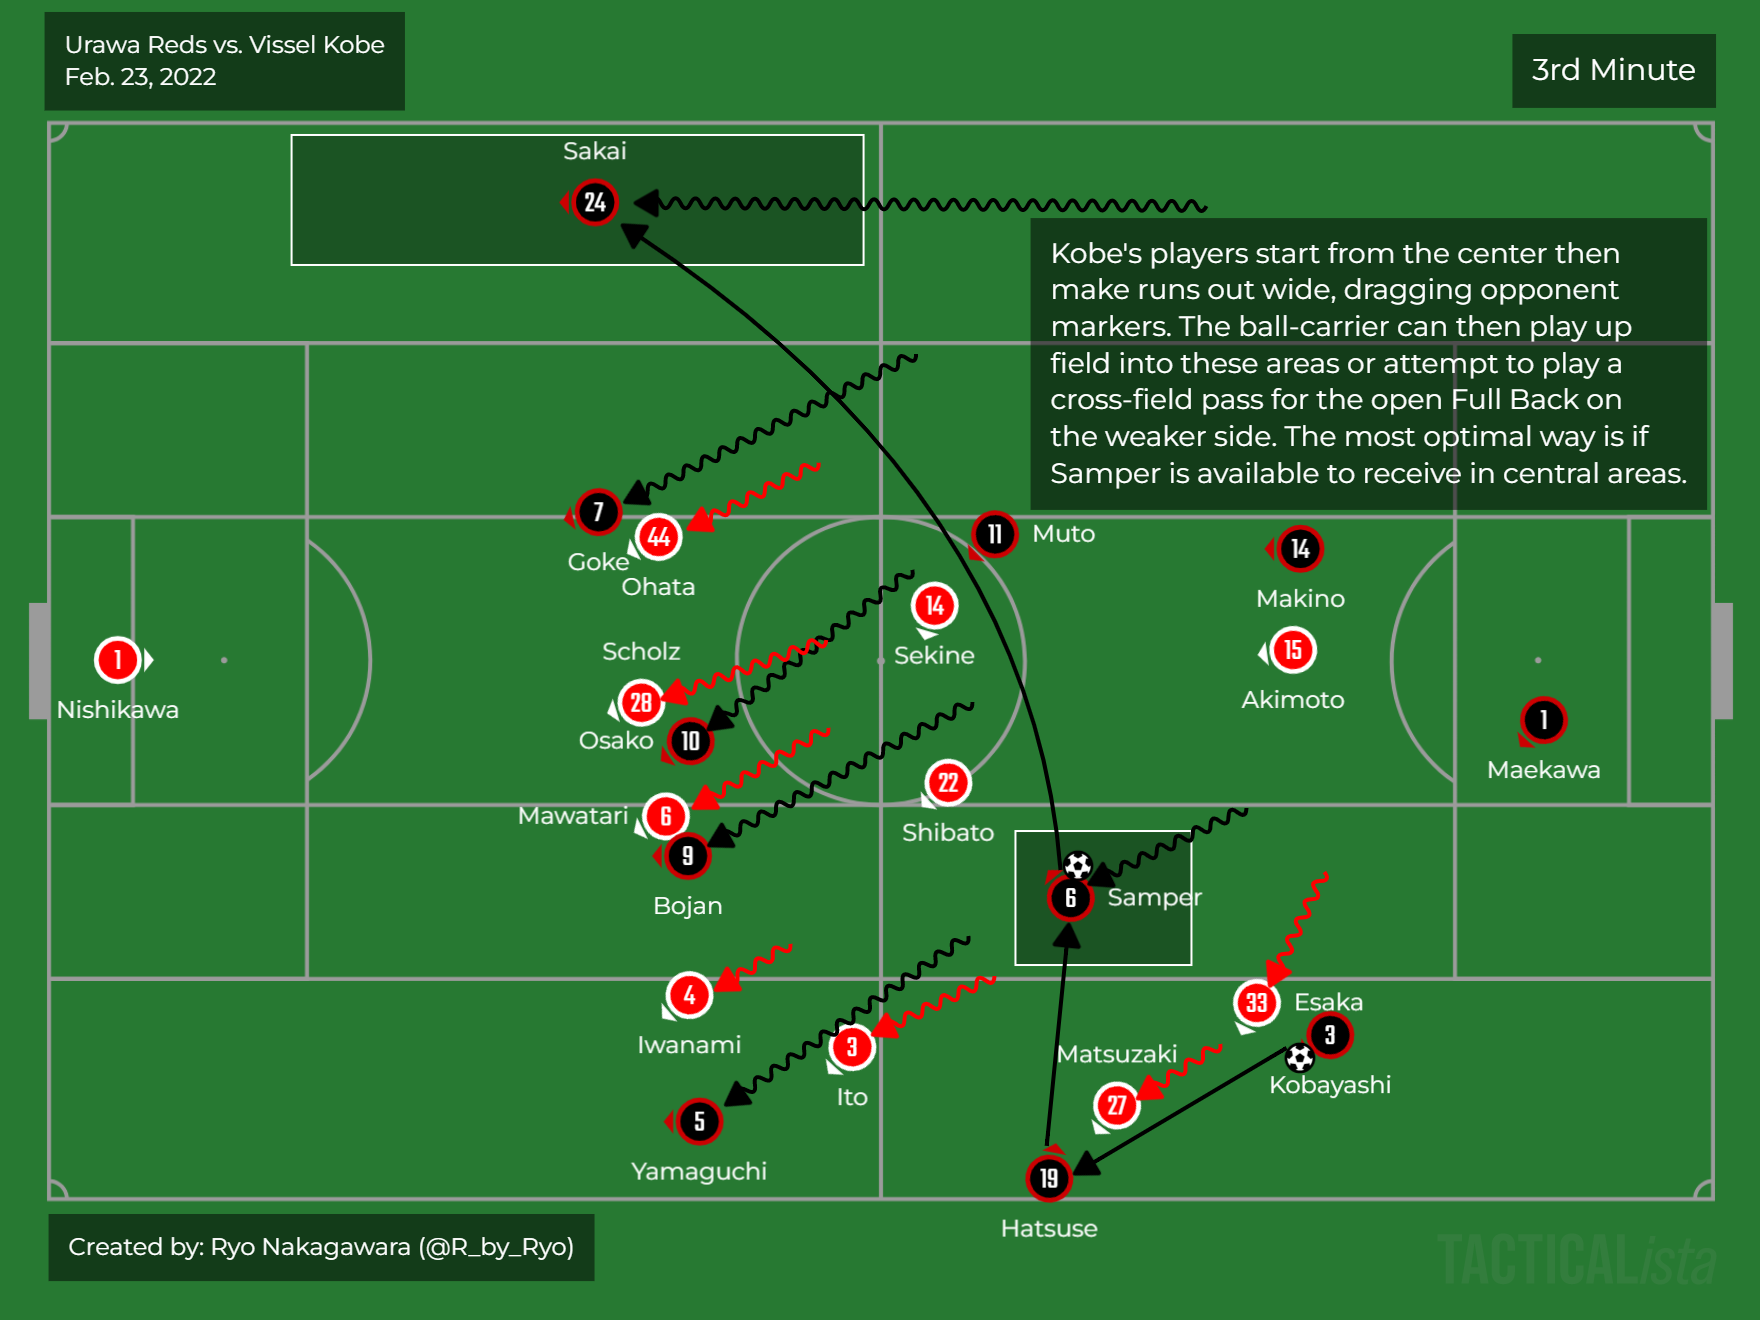 Urawa Reds vs. Vissel Kobe
Feb. 23, 2022
3rd Minute
Sakai
24
Kobe's players start from the center then
make runs out wide, dragging opponent
markers. The ball-carrier can then play up
field into these areas or attempt to play a
cross-field pass for the open Full Back on
the weaker side. The most optimal way is if
Samper is available to receive in central areas.
7
Goke
44
Ohata
11
Muto
14
Makino
14
Sekine
15
Akimoto
1
Nishikawa
Scholz
28
Osako
10
1
Maekawa
Mawatari
6
9
Bojan
22
Shibato
6
Samper
4
Iwanami
3
Ito
33
Esaka
3
Kobayashi
Matsuzaki
27
5
Yamaguchi
19
Hatsuse
Created by: Ryo Nakagawara (@R_by_Ryo)
TACTICALista